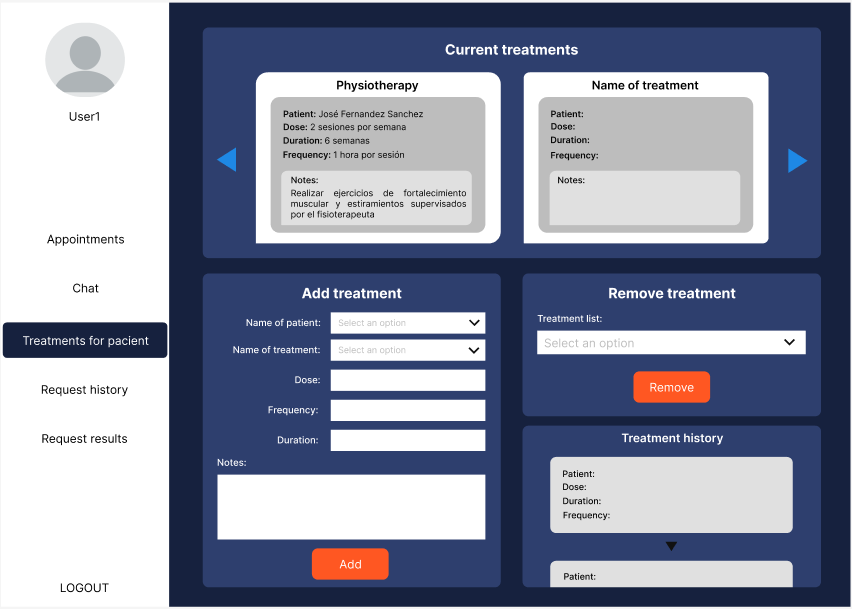 User1
Appointments
Chat
Treatments for pacient
Request history
Request results
LOGOUT
Current treatments
Physiotherapy
Patient: José Fernandez Sanchez
Dose: 2 sesiones por semana
Duration: 6 semanas
Frequency: 1 hora por sesión
Notes:
Realizar ejercicios de fortalecimiento
muscular y estiramientos supervisados
por el fisioterapeuta
Name of treatment
Patient:
Dose:
Duration:
Frequency:
Notes:
Add treatment
Name of patient: Select an option
Name of treatment: Select an option
Dose:
Frequency:
Duration:
Notes:
Add
Remove treatment
Treatment list:
Select an option
Remove
Treatment history
Patient:
Dose:
Duration:
Frequency:
Patient: